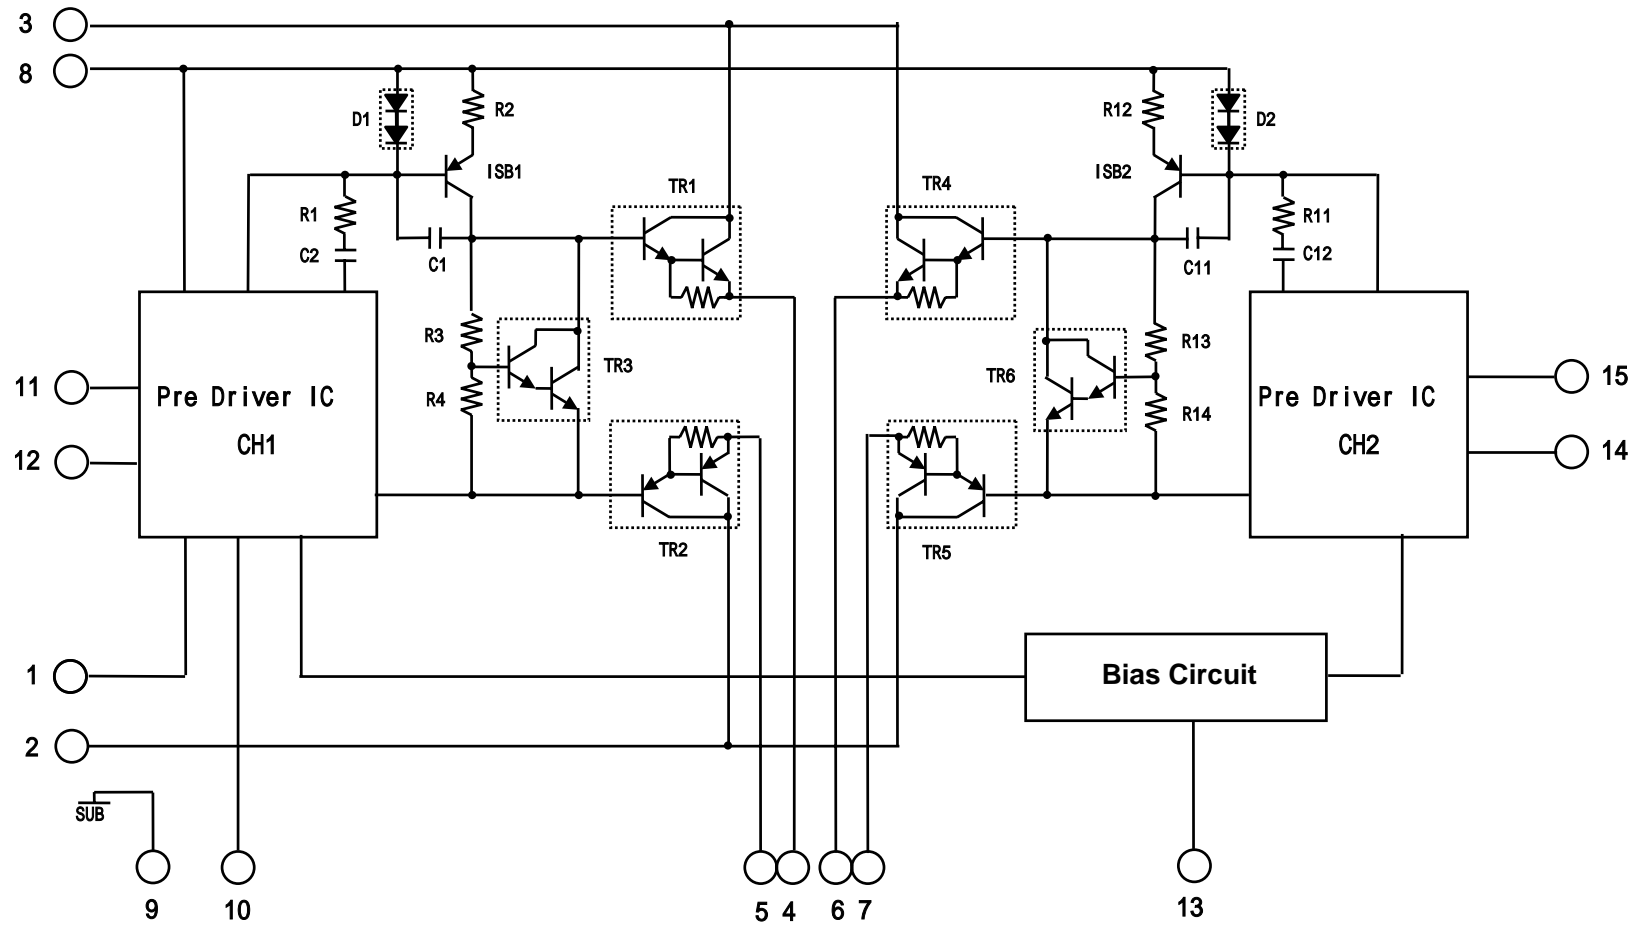 3
8
D1
R2
R12
D2
ISB1
ISB2
TR1
TR4
R1
R11
C2
C1
C11
C12
R3
R13
TR3
TR6
11
Pre Driver IC
CH1
R4
R14
Pre Driver IC
CH2
15
12
14
TR2
TR5
1
Bias Circuit
2
SUB
9
10
5
4
6
7
13